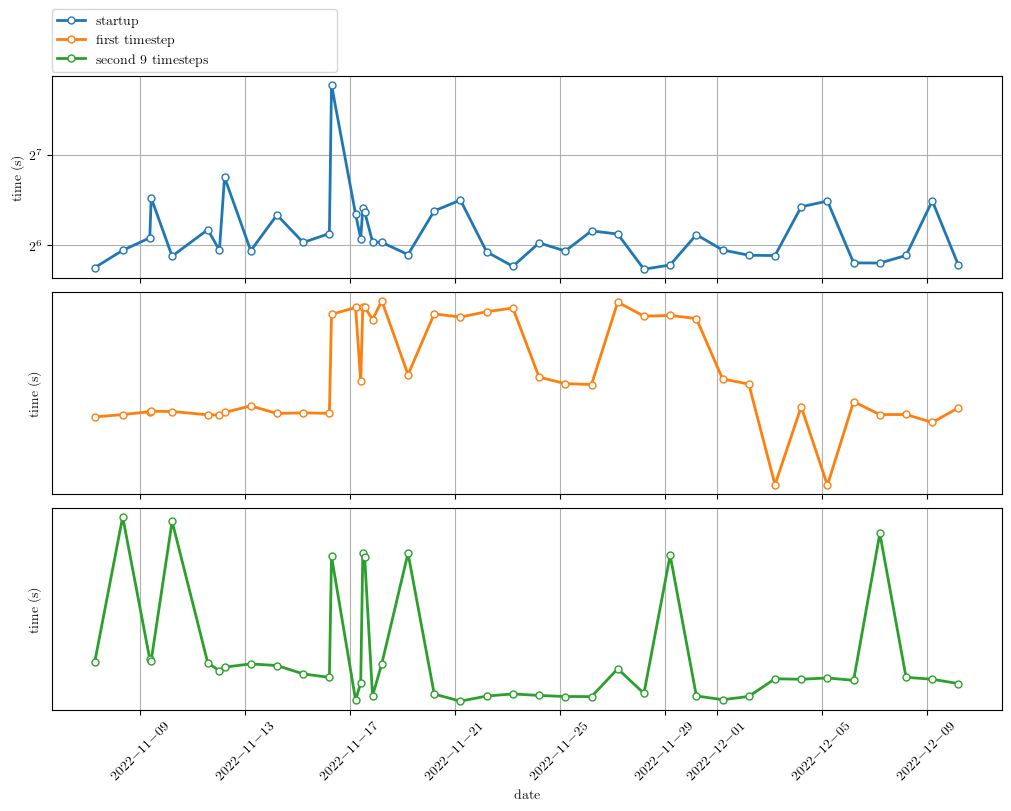 startup
first timestep
second 9 timesteps
time (s)
2^7
2^6
time (s)
time (s)
2022−11−09
2022−11−13
2022−11−17
2022−11−21
2022−11−25
2022−11−29
2022−12−01
2022−12−05
2022−12−09
date